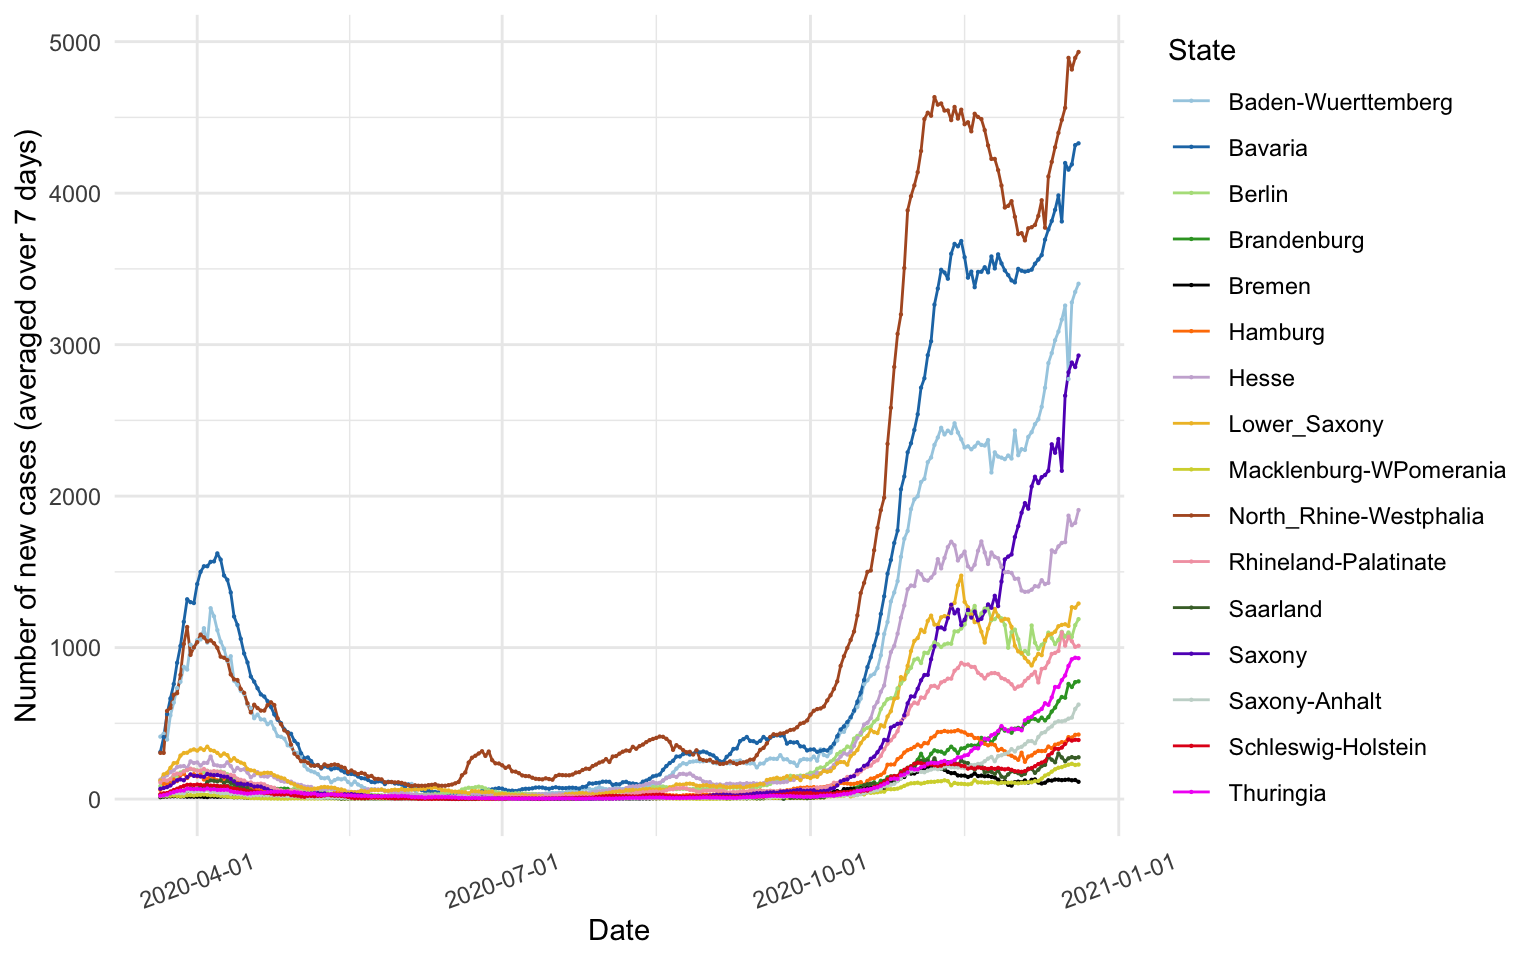 Number of new cases (averaged over 7 days)
5000
4000
3000
2000
1000
0
2020-04-01
2020-07-01
2020-10-01
2021-01-01
Date
State
Baden-Wuerttemberg
Bavaria
Berlin
Brandenburg
Bremen
Hamburg
Hesse
Lower_Saxony
Macklenburg-WPomerania
North_Rhine-Westphalia
Rhineland-Palatinate
Saarland
Saxony
Saxony-Anhalt
Schleswig-Holstein
Thuringia